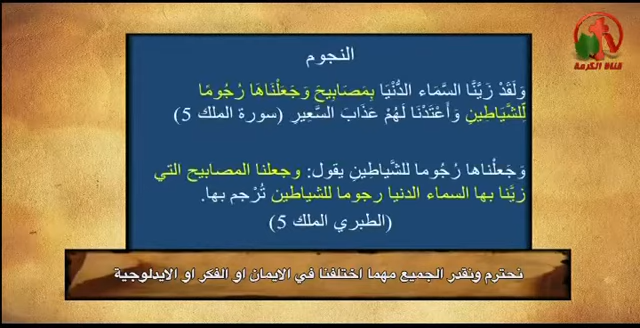 قناة الكرمة
النجوم
وَلَقَدْ زَيَّنَّا السَّمَاء الدُّنْيَا بِمَصَابِيحَ وَجَعَلْنَاهَا رُجُومًا
لِّلشَّيَاطِينِ وَأَعْتَدْنَا لَهُمْ عَذَابَ السَّعِيرِ (سورة الملك 5)
وَجَعَلْناها رُجُوما للشَّياطِينِ يقول: وجعلنا المصابيح التي
زيَّنا بها السماء الدنيا رجوما للشياطين تُرْجم بها.
(الطبري الملك 5)
نحترم ونقدر الجميع مهما اختلفنا في الايمان او الفكر او الايدلوجية